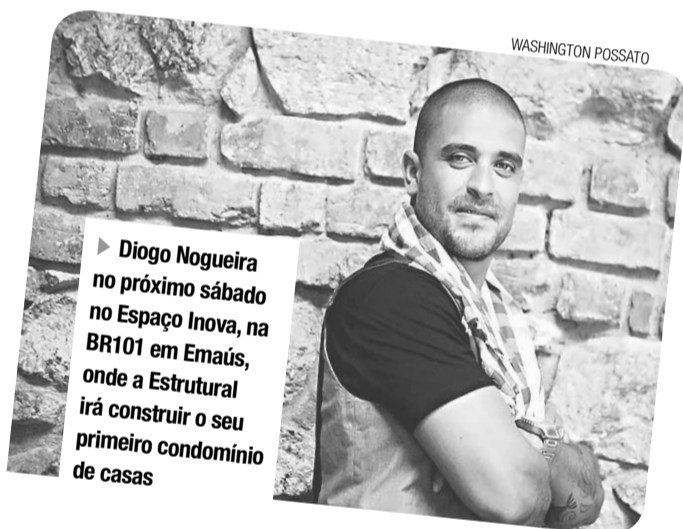 WASHINGTON POSSATO
Diogo Nogueira
no próximo sábado
no Espaço Inova, na
BR101 em Emaús,
onde a Estrutural
irá construir o seu
primeiro condomínio
de casas